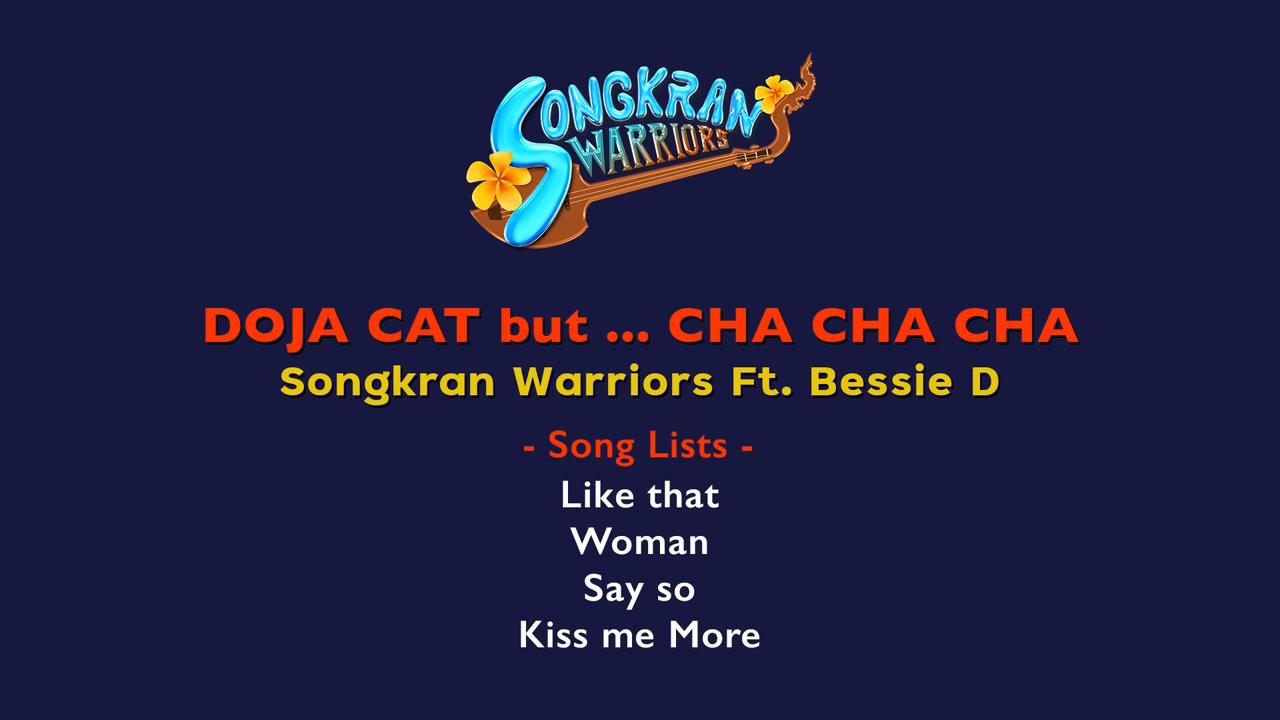 SONGKRAN
WARRIORS
DOJA CAT but ... CHA CHA CHA
Songkran Warriors Ft. Bessie D
- Song Lists -
Like that
Woman
Say so
Kiss me More